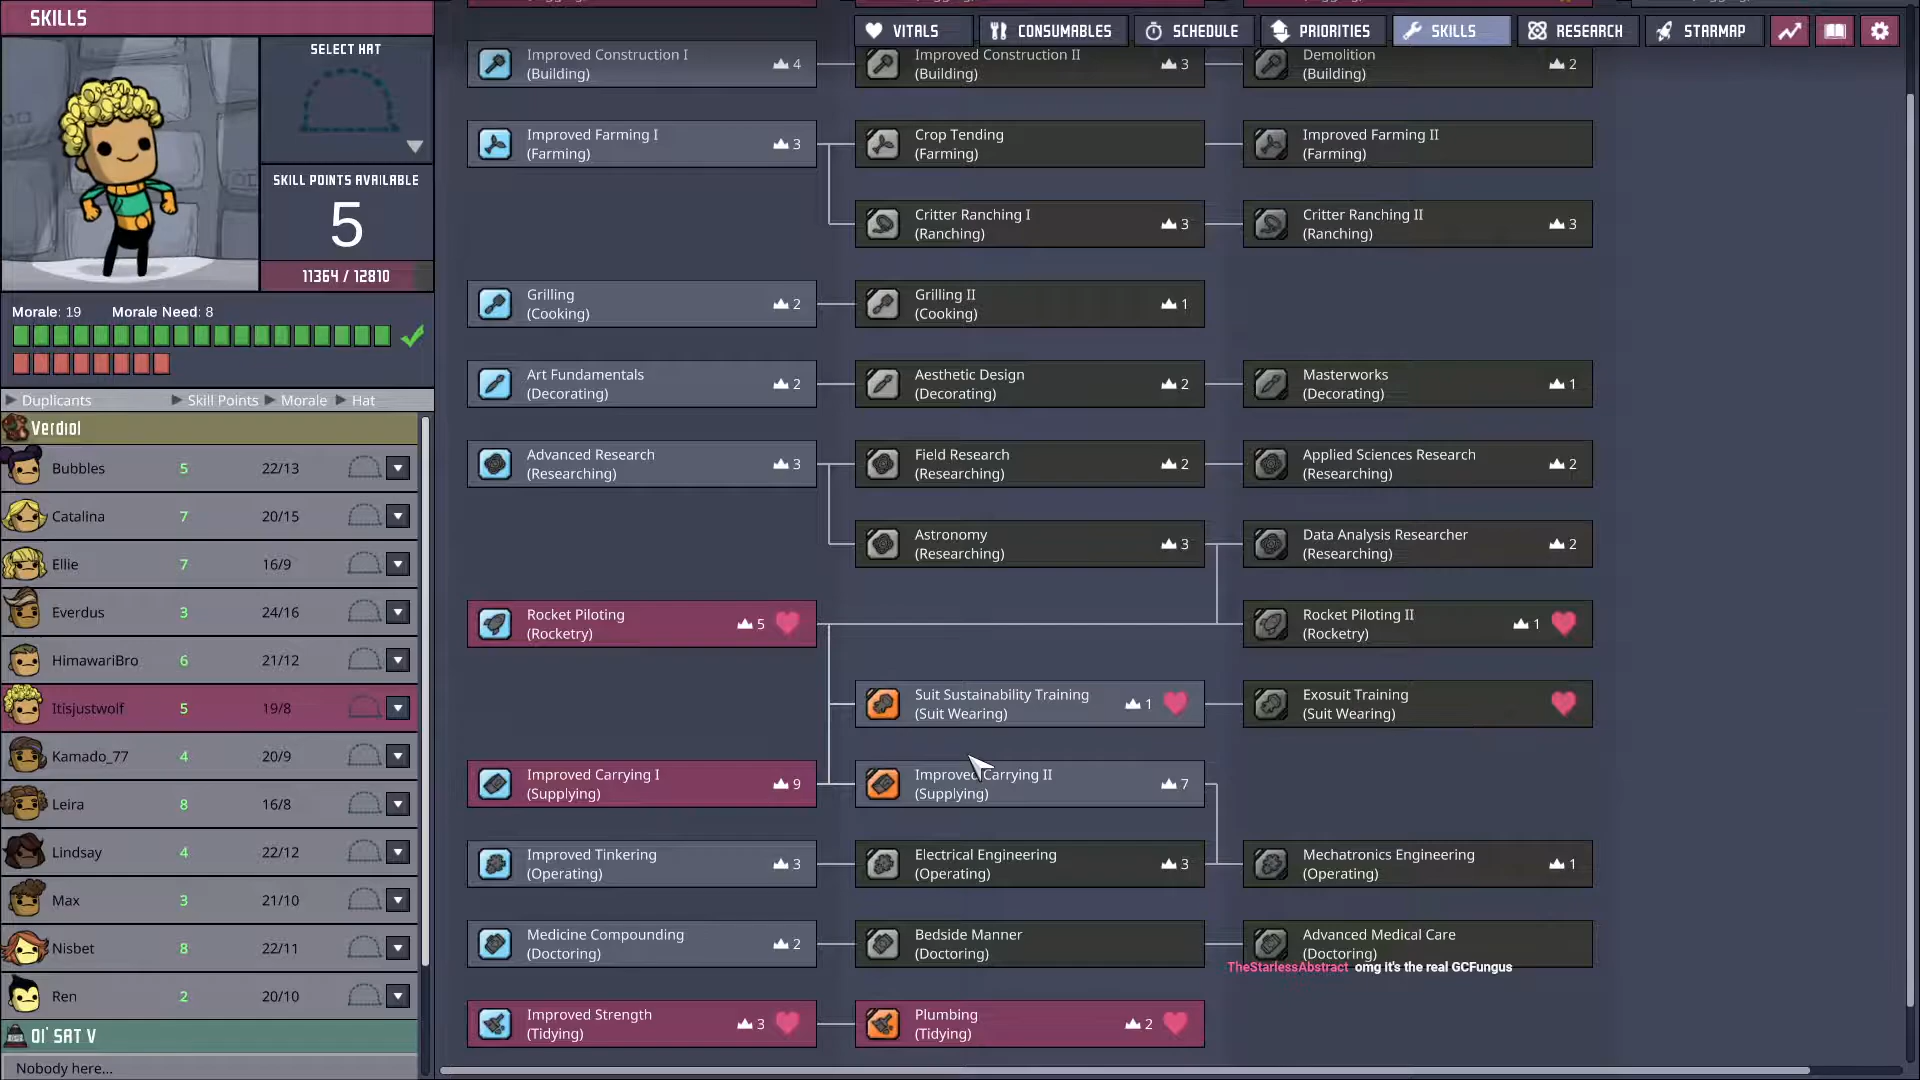 SKILLS
VITALS
CONSUMABLES
SCHEDULE
PRIORITIES
SKILLS
RESEARCH
STARMAP
SELECT HAT
SKILL POINTS AVAILABLE
5
11364 / 12810
Morale: 19 Morale Need: 8
Duplicants Skill Points Morale Hat
Verdiol
Bubbles 5 22/13
Catalina 7 20/15
Ellie 7 16/9
Everdus 3 24/16
HimawariBro 6 21/12
Itisjustwolf 5 19/8
Kamado_77 4 20/9
Leira 8 16/8
Lindsay 4 22/12
Max 3 21/10
Nisbet 8 22/11
Ren 2 20/10
Ol' SAT V
Nobody here...
Improved Construction I
(Building) 4
Improved Construction II
(Building) 3
Demolition
(Building) 2
Improved Farming I
(Farming) 3
Crop Tending
(Farming)
Improved Farming II
(Farming)
Critter Ranching I
(Ranching) 3
Critter Ranching II
(Ranching) 3
Grilling
(Cooking) 2
Grilling II
(Cooking) 1
Art Fundamentals
(Decorating) 2
Aesthetic Design
(Decorating) 2
Masterworks
(Decorating) 1
Advanced Research
(Researching) 3
Field Research
(Researching) 2
Applied Sciences Research
(Researching) 2
Astronomy
(Researching) 3
Data Analysis Researcher
(Researching) 2
Rocket Piloting
(Rocketry) 5
Rocket Piloting II
(Rocketry) 1
Suit Sustainability Training
(Suit Wearing) 1
Exosuit Training
(Suit Wearing)
Improved Carrying I
(Supplying) 9
Improved Carrying II
(Supplying) 7
Improved Tinkering
(Operating) 3
Electrical Engineering
(Operating) 3
Mechatronics Engineering
(Operating) 1
Medicine Compounding
(Doctoring) 2
Bedside Manner
(Doctoring)
Advanced Medical Care
(Doctoring)
TheStarlessAbstract omg it's the real GCFungus
Improved Strength
(Tidying) 3
Plumbing
(Tidying) 2